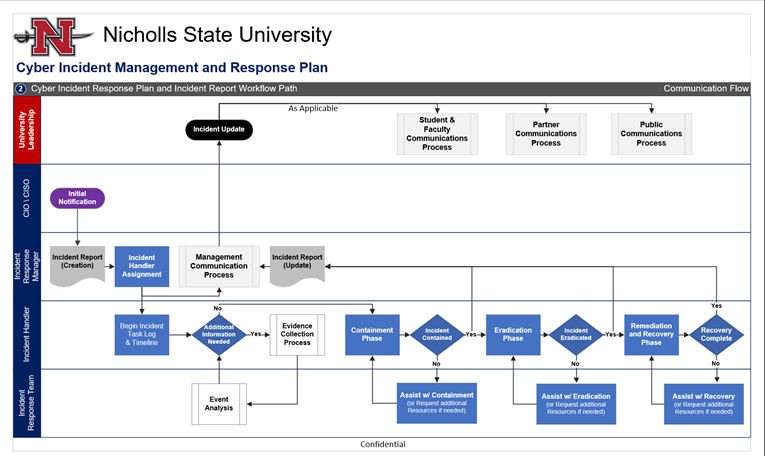 N
Nicholls State University
Cyber Incident Management and Response Plan
2 Cyber Incident Response Plan and Incident Report Workflow Path
Communication Flow
University
Leadership
As Applicable
Incident Update
Student &
Faculty
Communications
Process
Partner
Communications
Process
Public
Communications
Process
CIO \ CISO
Initial
Notification
Incident
Response
Manager
Incident Report
(Creation)
Incident
Handler
Assignment
Management
Communication
Process
Incident Report
(Update)
Incident Handler
Begin Incident
Task Log
& Timeline
No
Additional
Information
Needed
Yes
Evidence
Collection
Process
Containment
Phase
Incident
Contained
Yes
No
Eradication
Phase
Incident
Eradicated
Yes
No
Remediation
and Recovery
Phase
Yes
Recovery
Complete
No
Incident
Response Team
Event
Analysis
Assist w/ Containment
(or Request additional
Resources if needed)
Assist w/ Eradication
(or Request additional
Resources if needed)
Assist w/ Recovery
(or Request additional
Resources if needed)
Confidential